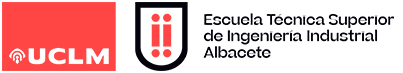 UCLM
Escuela Técnica Superior
de Ingeniería Industrial
Albacete